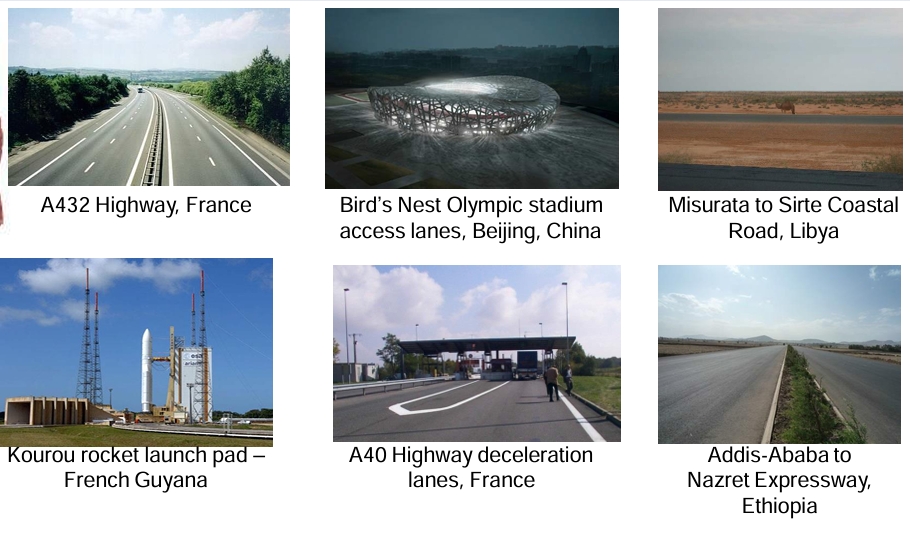 A432 Highway, France
Bird's Nest Olympic stadium
access lanes, Beijing, China
Misurata to Sirte Coastal
Road, Libya
Kourou rocket launch pad –
French Guyana
A40 Highway deceleration
lanes, France
Addis-Ababa to
Nazret Expressway,
Ethiopia